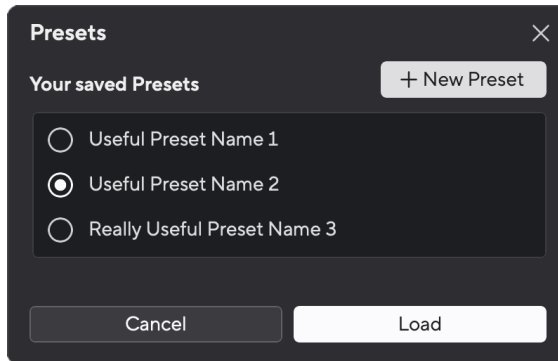 Presets
Your saved Presets
+ New Preset
Useful Preset Name 1
Useful Preset Name 2
Really Useful Preset Name 3
Cancel
Load